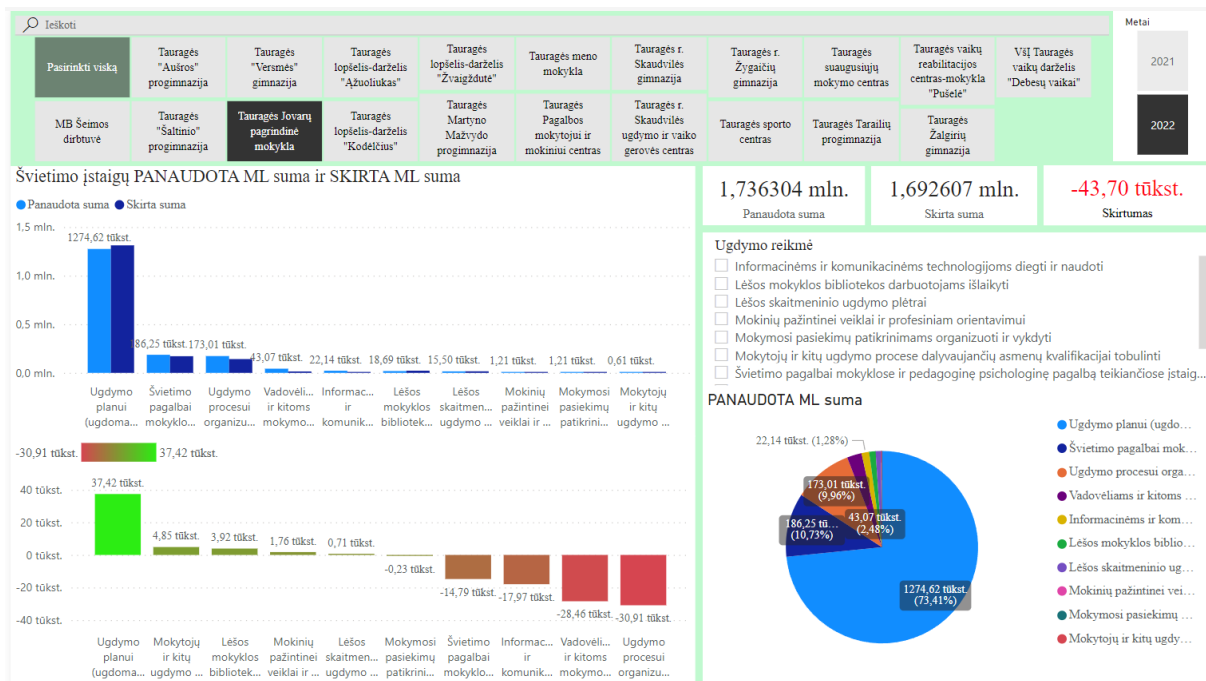 Ieškoti
Metai
Pasirinkti viską
Tauragės
"Aušros"
progimnazija
Tauragės
"Versmės"
gimnazija
Tauragės
lopšelis-darželis
"Ąžuoliukas"
Tauragės
lopšelis-darželis
"Žvaigždutė"
Tauragės meno
mokykla
Tauragės r.
Skaudvilės
gimnazija
Tauragės r.
Žygaičių
gimnazija
Tauragės
suaugusiųjų
mokymo centras
Tauragės vaikų
reabilitacijos
centras-mokykla
"Pušelė"
VšĮ Tauragės
vaikų darželis
"Debesų vaikai"
2021
MB Šeimos
dirbtuvė
Tauragės
"Šaltinio"
progimnazija
Tauragės Jovarų
pagrindinė
mokykla
Tauragės
lopšelis-darželis
"Kodėlčius"
Tauragės
Martyno
Mažvydo
progimnazija
Tauragės
Pagalbos
mokytojui ir
mokiniui centras
Tauragės r.
Skaudvilės
ugdymo ir vaiko
gerovės centras
Tauragės sporto
centras
Tauragės Tarailių
progimnazija
Tauragės
Žalgirių
gimnazija
2022
Švietimo įstaigų PANAUDOTA ML suma ir SKIRTA ML suma
Panaudota suma Skirta suma
1,5 mln.
1,0 mln.
0,5 mln.
0,0 mln.
1274,62 tūkst.
186,25 tūkst.
173,01 tūkst.
43,07 tūkst.
22,14 tūkst.
18,69 tūkst.
15,50 tūkst.
1,21 tūkst.
1,21 tūkst.
0,61 tūkst.
Ugdymo
planui
(ugdoma...
Švietimo
pagalbai
mokyklo...
Ugdymo
procesui
organizu...
Vadovėli...
ir kitoms
mokymo...
Informac...
ir
komunik...
Lėšos
mokyklos
bibliotek...
Lėšos
skaitmen...
ugdymo ...
Mokinių
pažintinei
veiklai ir ...
Mokymosi
pasiekimų
patikrini...
Mokytojų
ir kitų
ugdymo ...
-30,91 tūkst. 37,42 tūkst.
40 tūkst.
20 tūkst.
0 tūkst.
-20 tūkst.
-40 tūkst.
37,42 tūkst.
4,85 tūkst.
3,92 tūkst.
1,76 tūkst.
0,71 tūkst.
-0,23 tūkst.
-14,79 tūkst.
-17,97 tūkst.
-28,46 tūkst.
-30,91 tūkst.
Ugdymo
planui
(ugdoma...
Mokytojų
ir kitų
ugdymo ...
Lėšos
mokyklos
bibliotek...
Mokinių
pažintinei
veiklai ir ...
Lėšos
skaitmen...
ugdymo ...
Mokymosi
pasiekimų
patikrini...
Švietimo
pagalbai
mokyklo...
Informac...
ir
komunik...
Vadovėli...
ir kitoms
mokymo...
Ugdymo
procesui
organizu...
1,736304 mln.
Panaudota suma
1,692607 mln.
Skirta suma
-43,70 tūkst.
Skirtumas
Ugdymo reikmė
Informacinėms ir komunikacinėms technologijoms diegti ir naudoti
Lėšos mokyklos bibliotekos darbuotojams išlaikyti
Lėšos skaitmeninio ugdymo plėtrai
Mokinių pažintinei veiklai ir profesiniam orientavimui
Mokymosi pasiekimų patikrinimams organizuoti ir vykdyti
Mokytojų ir kitų ugdymo procese dalyvaujančių asmenų kvalifikacijai tobulinti
Švietimo pagalbai mokyklose ir pedagoginę psichologinę pagalbą teikiančiose įstaig...
PANAUDOTA ML suma
22,14 tūkst. (1,28%)
173,01 tūkst.
(9,96%)
186,25 tū...
(10,73%)
43,07 tūkst.
(2,48%)
1274,62 tūkst.
(73,41%)
Ugdymo planui (ugdo...
Švietimo pagalbai mok...
Ugdymo procesui orga...
Vadovėliams ir kitoms ...
Informacinėms ir kom...
Lėšos mokyklos biblio...
Lėšos skaitmeninio ug...
Mokinių pažintinei vei...
Mokymosi pasiekimų ...
Mokytojų ir kitų ugdy...